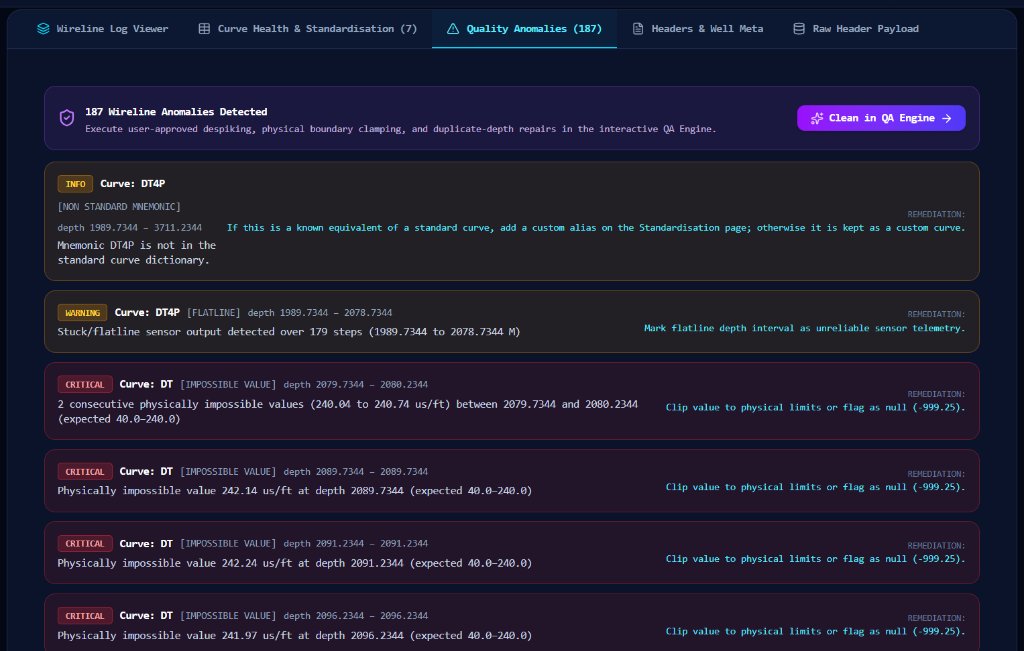 Wireline Log Viewer
Curve Health & Standardisation (7)
Quality Anomalies (187)
Headers & Well Meta
Raw Header Payload
187 Wireline Anomalies Detected
Execute user-approved despiking, physical boundary clamping, and duplicate-depth repairs in the interactive QA Engine.
Clean in QA Engine →
INFO Curve: DT4P
[NON STANDARD MNEMONIC]
depth 1989.7344 – 3711.2344
Mnemonic DT4P is not in the
standard curve dictionary.
REMEDIATION:
If this is a known equivalent of a standard curve, add a custom alias on the Standardisation page; otherwise it is kept as a custom curve.
WARNING Curve: DT4P [FLATLINE] depth 1989.7344 – 2078.7344
Stuck/flatline sensor output detected over 179 steps (1989.7344 to 2078.7344 M)
REMEDIATION:
Mark flatline depth interval as unreliable sensor telemetry.
CRITICAL Curve: DT [IMPOSSIBLE VALUE] depth 2079.7344 – 2080.2344
2 consecutive physically impossible values (240.04 to 240.74 us/ft) between 2079.7344 and 2080.2344
(expected 40.0–240.0)
REMEDIATION:
Clip value to physical limits or flag as null (-999.25).
CRITICAL Curve: DT [IMPOSSIBLE VALUE] depth 2089.7344 – 2089.7344
Physically impossible value 242.14 us/ft at depth 2089.7344 (expected 40.0–240.0)
REMEDIATION:
Clip value to physical limits or flag as null (-999.25).
CRITICAL Curve: DT [IMPOSSIBLE VALUE] depth 2091.2344 – 2091.2344
Physically impossible value 242.24 us/ft at depth 2091.2344 (expected 40.0–240.0)
REMEDIATION:
Clip value to physical limits or flag as null (-999.25).
CRITICAL Curve: DT [IMPOSSIBLE VALUE] depth 2096.2344 – 2096.2344
Physically impossible value 241.97 us/ft at depth 2096.2344 (expected 40.0–240.0)
REMEDIATION:
Clip value to physical limits or flag as null (-999.25).